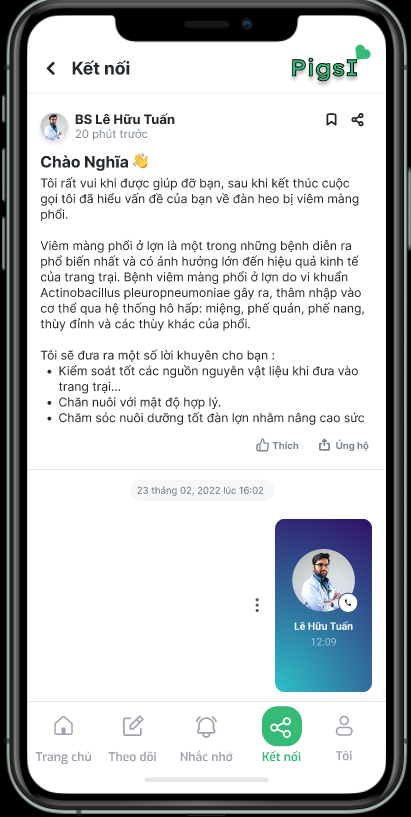 Kết nối
PigsI
BS Lê Hữu Tuấn
20 phút trước
Chào Nghĩa 👋
Tôi rất vui khi được giúp đỡ bạn, sau khi kết thúc cuộc
gọi tôi đã hiểu vấn đề của bạn về đàn heo bị viêm màng
phổi.
Viêm màng phổi ở lợn là một trong những bệnh diễn ra
phổ biến nhất và có ảnh hưởng lớn đến hiệu quả kinh tế
của trang trại. Bệnh viêm màng phổi ở lợn do vi khuẩn
Actinobacillus pleuropneumoniae gây ra, thâm nhập vào
cơ thể qua hệ thống hô hấp: miệng, phế quản, phế nang,
thùy đỉnh và các thùy khác của phổi.
Tôi sẽ đưa ra một số lời khuyên cho bạn :
• Kiểm soát tốt các nguồn nguyên vật liệu khi đưa vào
trang trại...
• Chăn nuôi với mật độ hợp lý.
• Chăm sóc nuôi dưỡng tốt đàn lợn nhằm nâng cao sức
Thích Ủng hộ
23 tháng 02, 2022 lúc 16:02
Lê Hữu Tuấn
12:09
Trang chủ Theo dõi Nhắc nhở Kết nối Tôi